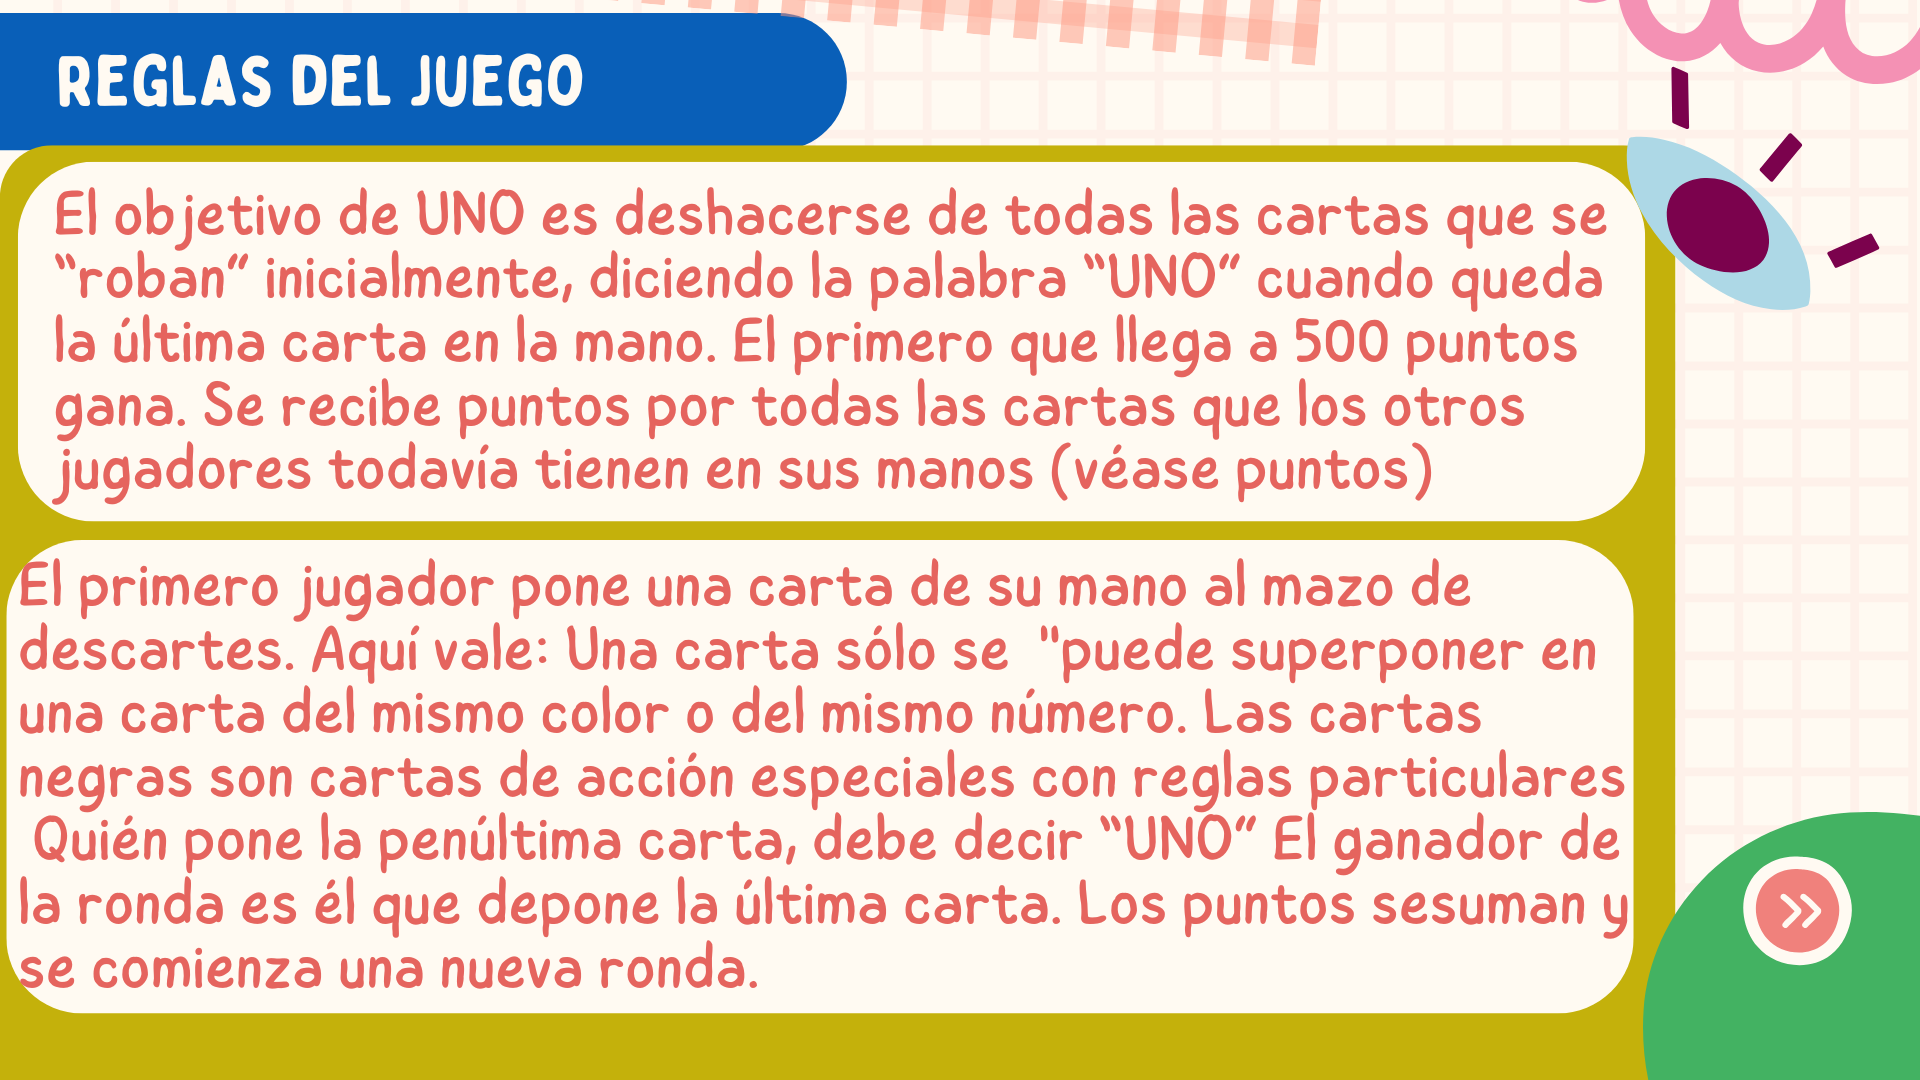 REGLAS DEL JUEGO
El objetivo de UNO es deshacerse de todas las cartas que se
“roban” inicialmente, diciendo la palabra “UNO” cuando queda
la última carta en la mano. El primero que llega a 500 puntos
gana. Se recibe puntos por todas las cartas que los otros
jugadores todavía tienen en sus manos (véase puntos)
El primero jugador pone una carta de su mano al mazo de
descartes. Aquí vale: Una carta sólo se "puede superponer en
una carta del mismo color o del mismo número. Las cartas
negras son cartas de acción especiales con reglas particulares
Quién pone la penúltima carta, debe decir “UNO” El ganador de
la ronda es él que depone la última carta. Los puntos sesuman y
se comienza una nueva ronda.